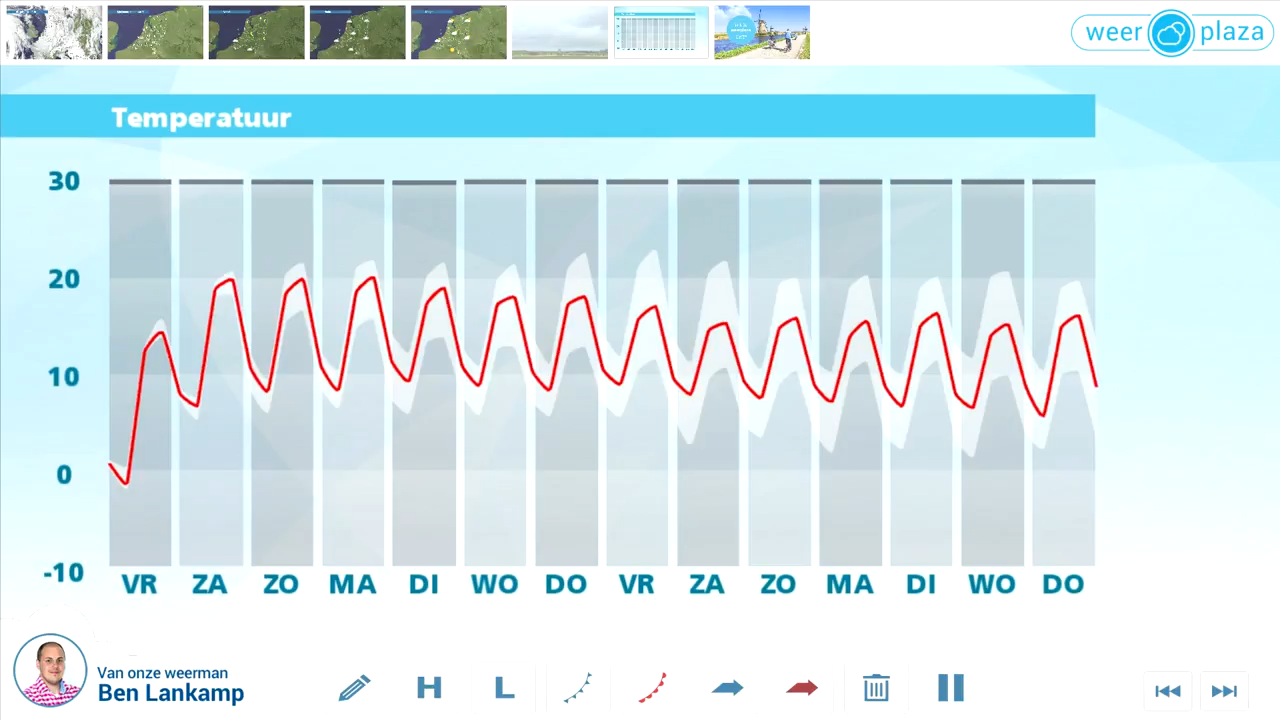 weer plaza
Temperatuur
30
20
10
0
-10
VR ZA ZO MA DI WO DO VR ZA ZO MA DI WO DO
Van onze weerman
Ben Lankamp
H L